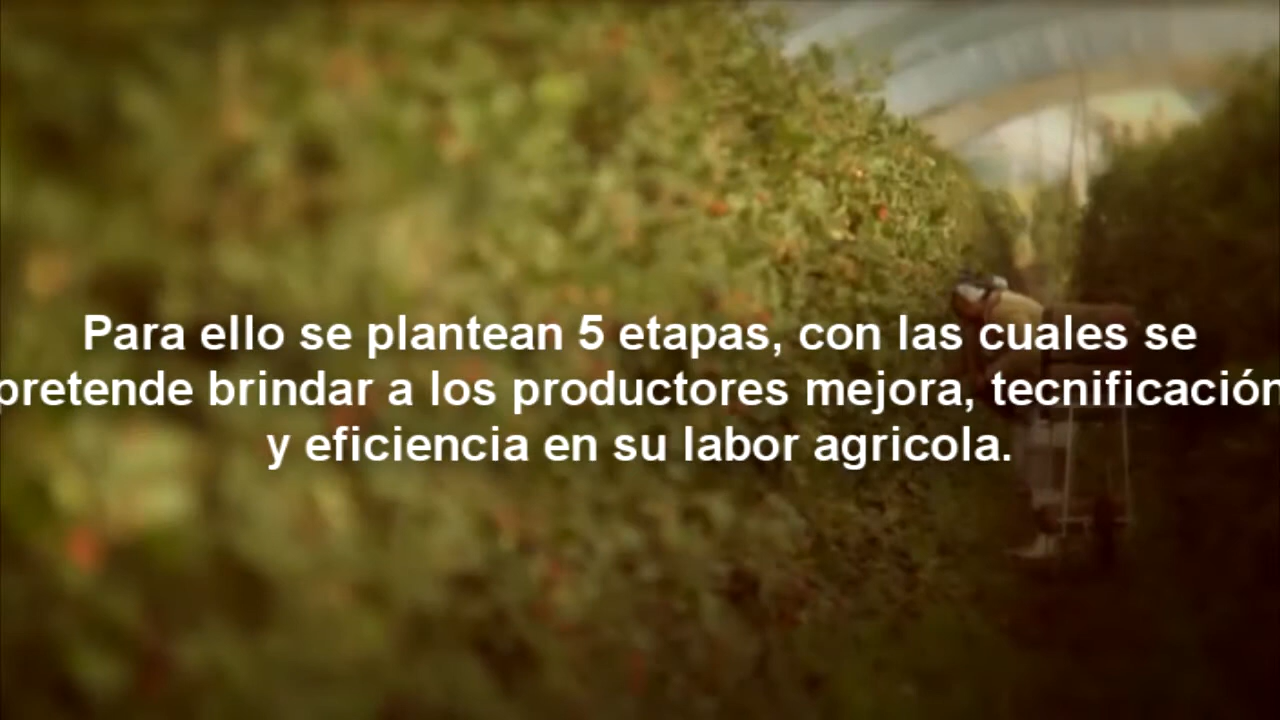 Para ello se plantean 5 etapas, con las cuales se
pretende brindar a los productores mejora, tecnificación
y eficiencia en su labor agricola.